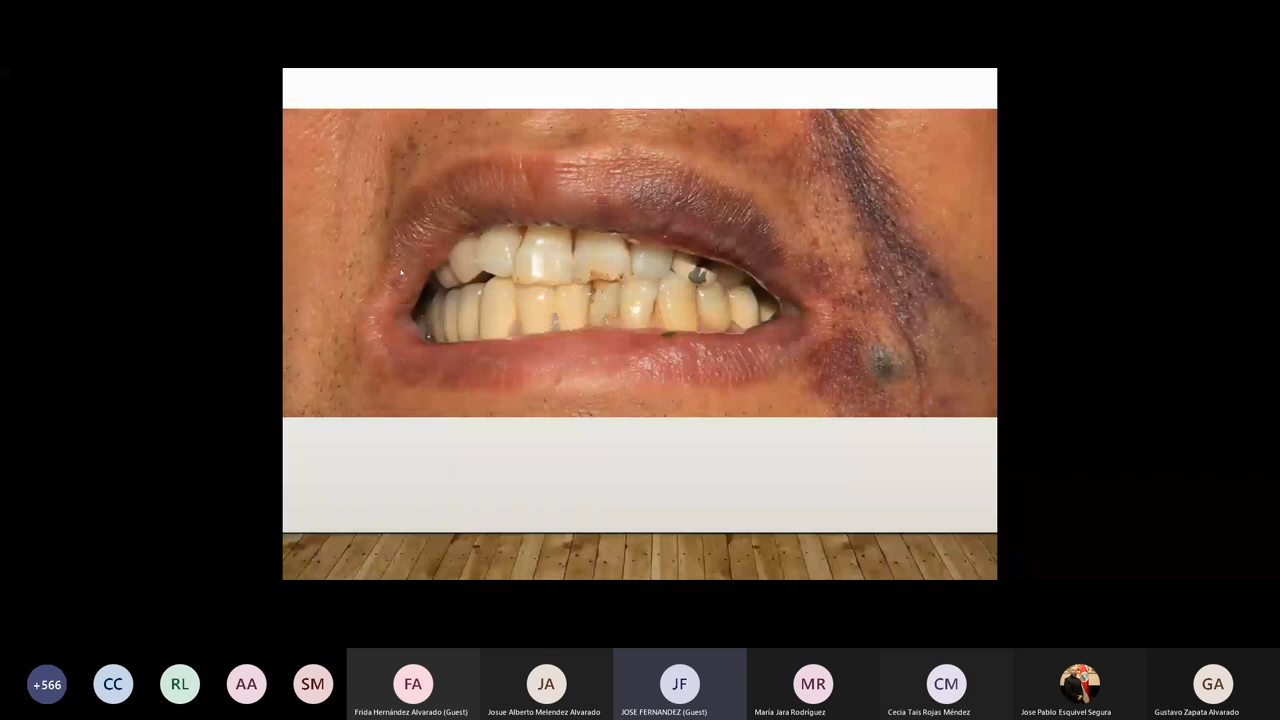 +566
CC
RL
AA
SM
FA
JA
JF
MR
CM
GA
Frida Hernández Alvarado (Guest)
Josue Alberto Melendez Alvarado
JOSE FERNANDEZ (Guest)
María Jara Rodríguez
Cecia Tais Rojas Méndez
Jose Pablo Esquivel Segura
Gustavo Zapata Alvarado